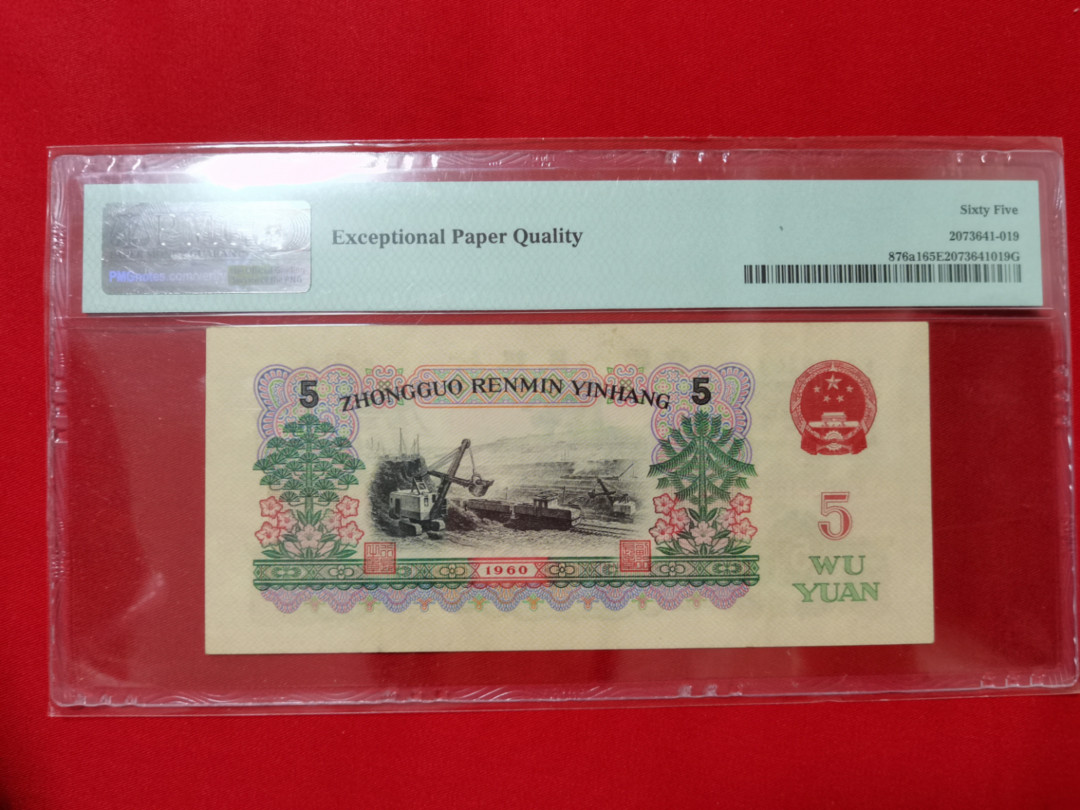 Sixty Five
Exceptional Paper Quality
2073641-019
876a165E2073641019G
5 ZHONGGUO RENMIN YINHANG 5
5
WU
YUAN
1960